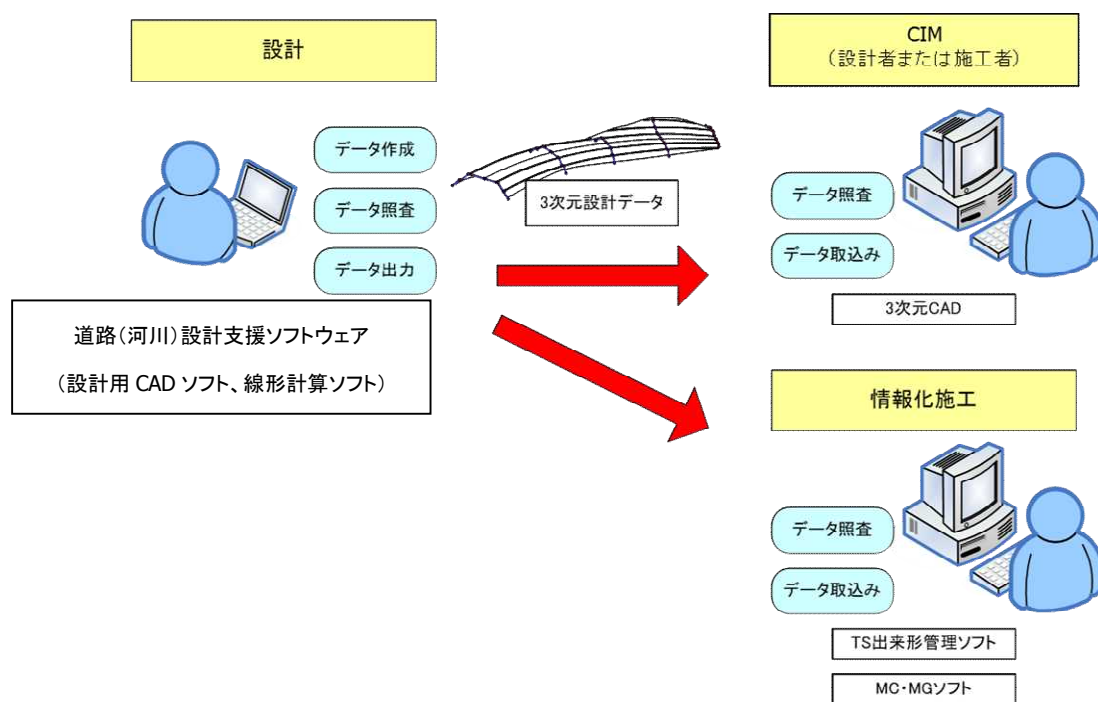 設計
データ作成
データ照査
データ出力
道路(河川)設計支援ソフトウェア
(設計用 CAD ソフト、線形計算ソフト)
3次元設計データ
CIM
(設計者または施工者)
データ照査
データ取込み
3次元CAD
情報化施工
データ照査
データ取込み
TS出来形管理ソフト
MC・MGソフト